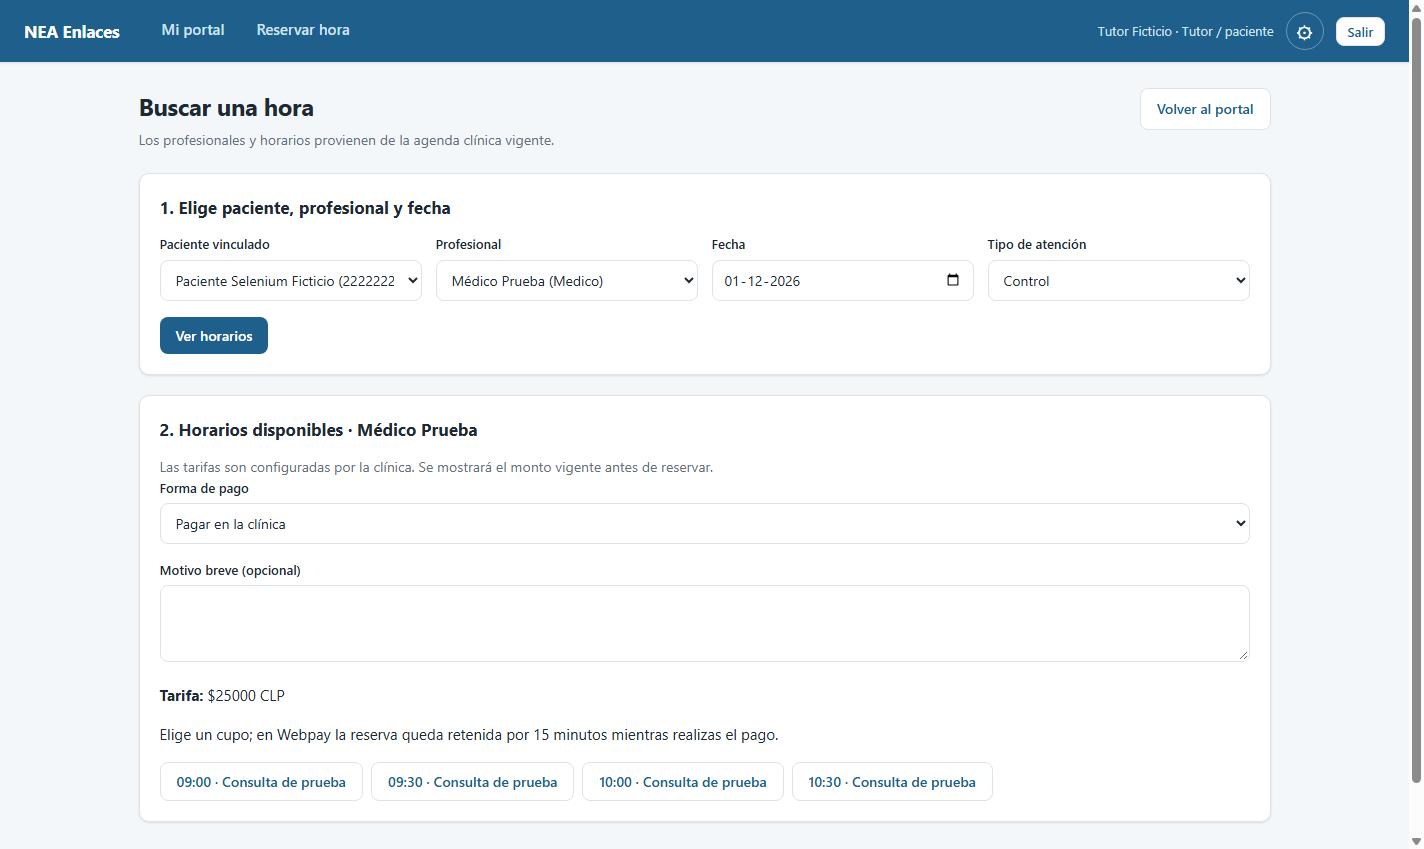 NEA Enlaces
Mi portal
Reservar hora
Tutor Ficticio · Tutor / paciente
Salir
Buscar una hora
Volver al portal
Los profesionales y horarios provienen de la agenda clínica vigente.
1. Elige paciente, profesional y fecha
Paciente vinculado
Profesional
Fecha
Tipo de atención
Paciente Selenium Ficticio (2222222
Médico Prueba (Medico)
01-12-2026
Control
Ver horarios
2. Horarios disponibles · Médico Prueba
Las tarifas son configuradas por la clínica. Se mostrará el monto vigente antes de reservar.
Forma de pago
Pagar en la clínica
Motivo breve (opcional)
Tarifa: $25000 CLP
Elige un cupo; en Webpay la reserva queda retenida por 15 minutos mientras realizas el pago.
09:00 · Consulta de prueba
09:30 · Consulta de prueba
10:00 · Consulta de prueba
10:30 · Consulta de prueba